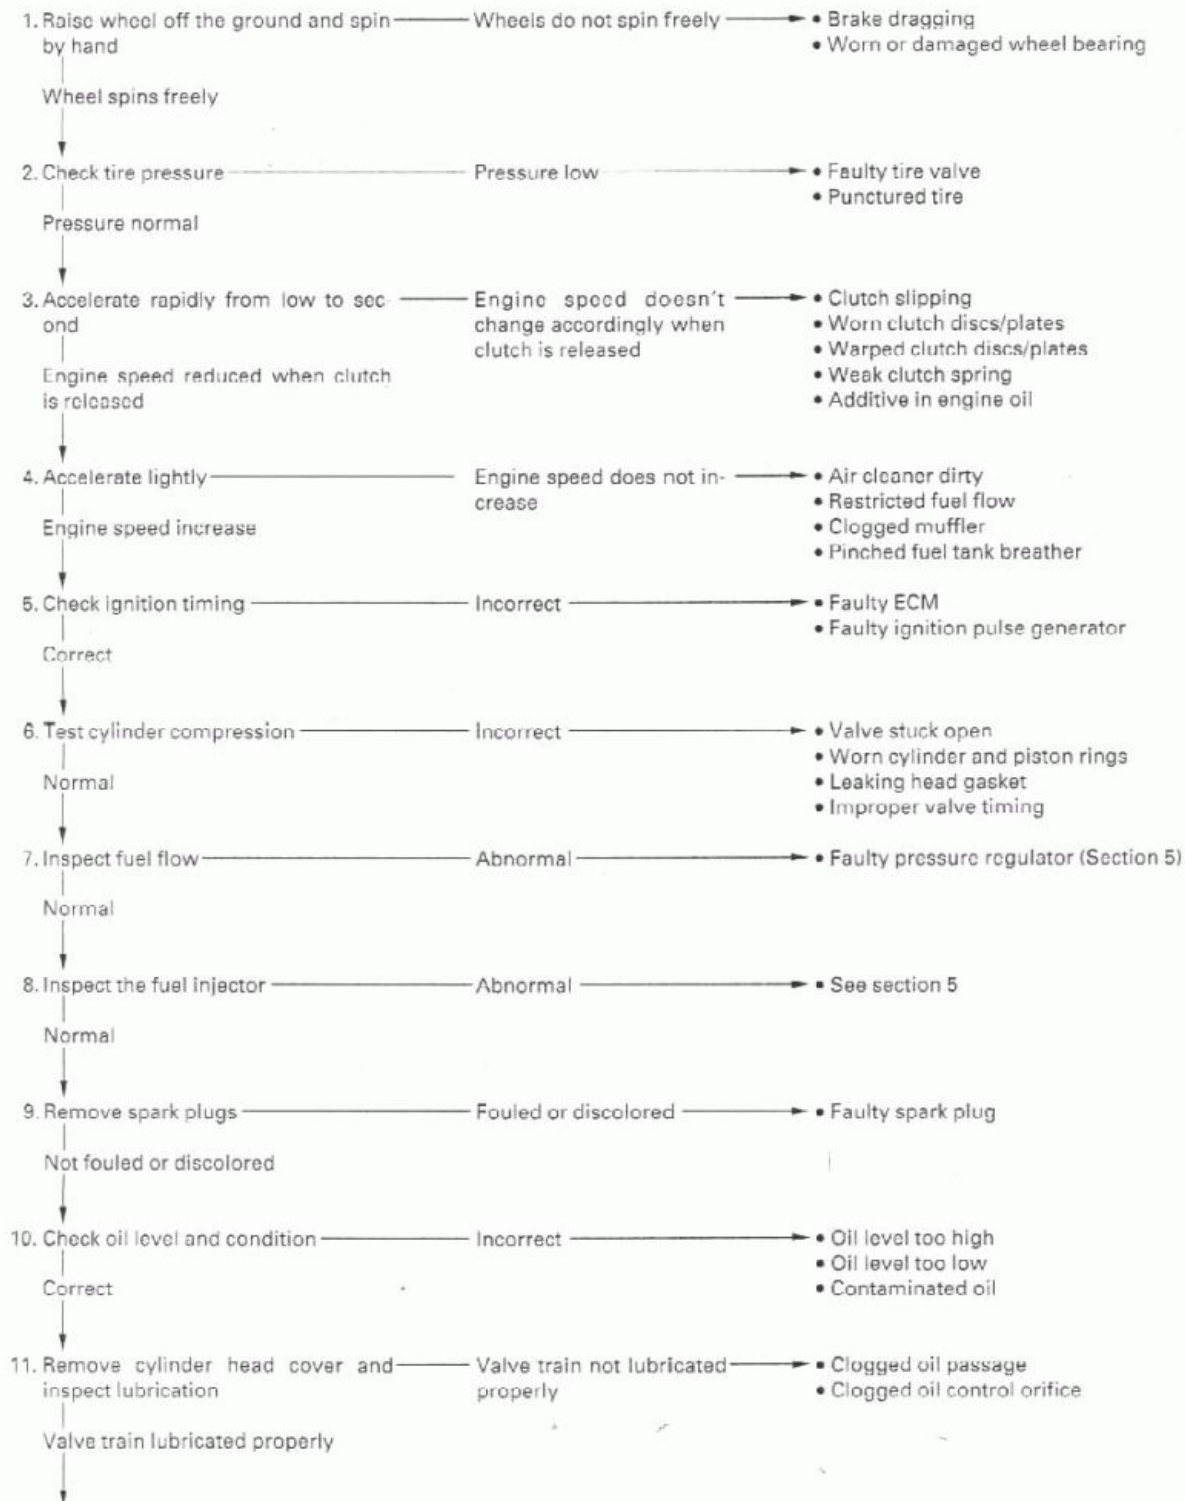 1. Raise wheel off the ground and spin by hand
Wheels do not spin freely
• Brake dragging
• Worn or damaged wheel bearing
Wheel spins freely
2. Check tire pressure
Pressure low
• Faulty tire valve
• Punctured tire
Pressure normal
3. Accelerate rapidly from low to sec-
ond
Engine speed doesn't
change accordingly when
clutch is released
• Clutch slipping
• Worn clutch discs/plates
• Warped clutch discs/plates
• Weak clutch spring
• Additive in engine oil
Engine speed reduced when clutch
is released
4. Accelerate lightly
Engine speed does not in-
crease
• Air cleaner dirty
• Restricted fuel flow
• Clogged muffler
• Pinched fuel tank breather
Engine speed increase
5. Check ignition timing
Incorrect
• Faulty ECM
• Faulty ignition pulse generator
Correct
6. Test cylinder compression
Incorrect
• Valve stuck open
• Worn cylinder and piston rings
• Leaking head gasket
• Improper valve timing
Normal
7. Inspect fuel flow
Abnormal
• Faulty pressure regulator (Section 5)
Normal
8. Inspect the fuel injector
Abnormal
• See section 5
Normal
9. Remove spark plugs
Fouled or discolored
• Faulty spark plug
Not fouled or discolored
10. Check oil level and condition
Incorrect
• Oil level too high
• Oil level too low
• Contaminated oil
Correct
11. Remove cylinder head cover and
inspect lubrication
Valve train not lubricated
properly
• Clogged oil passage
• Clogged oil control orifice
Valve train lubricated properly